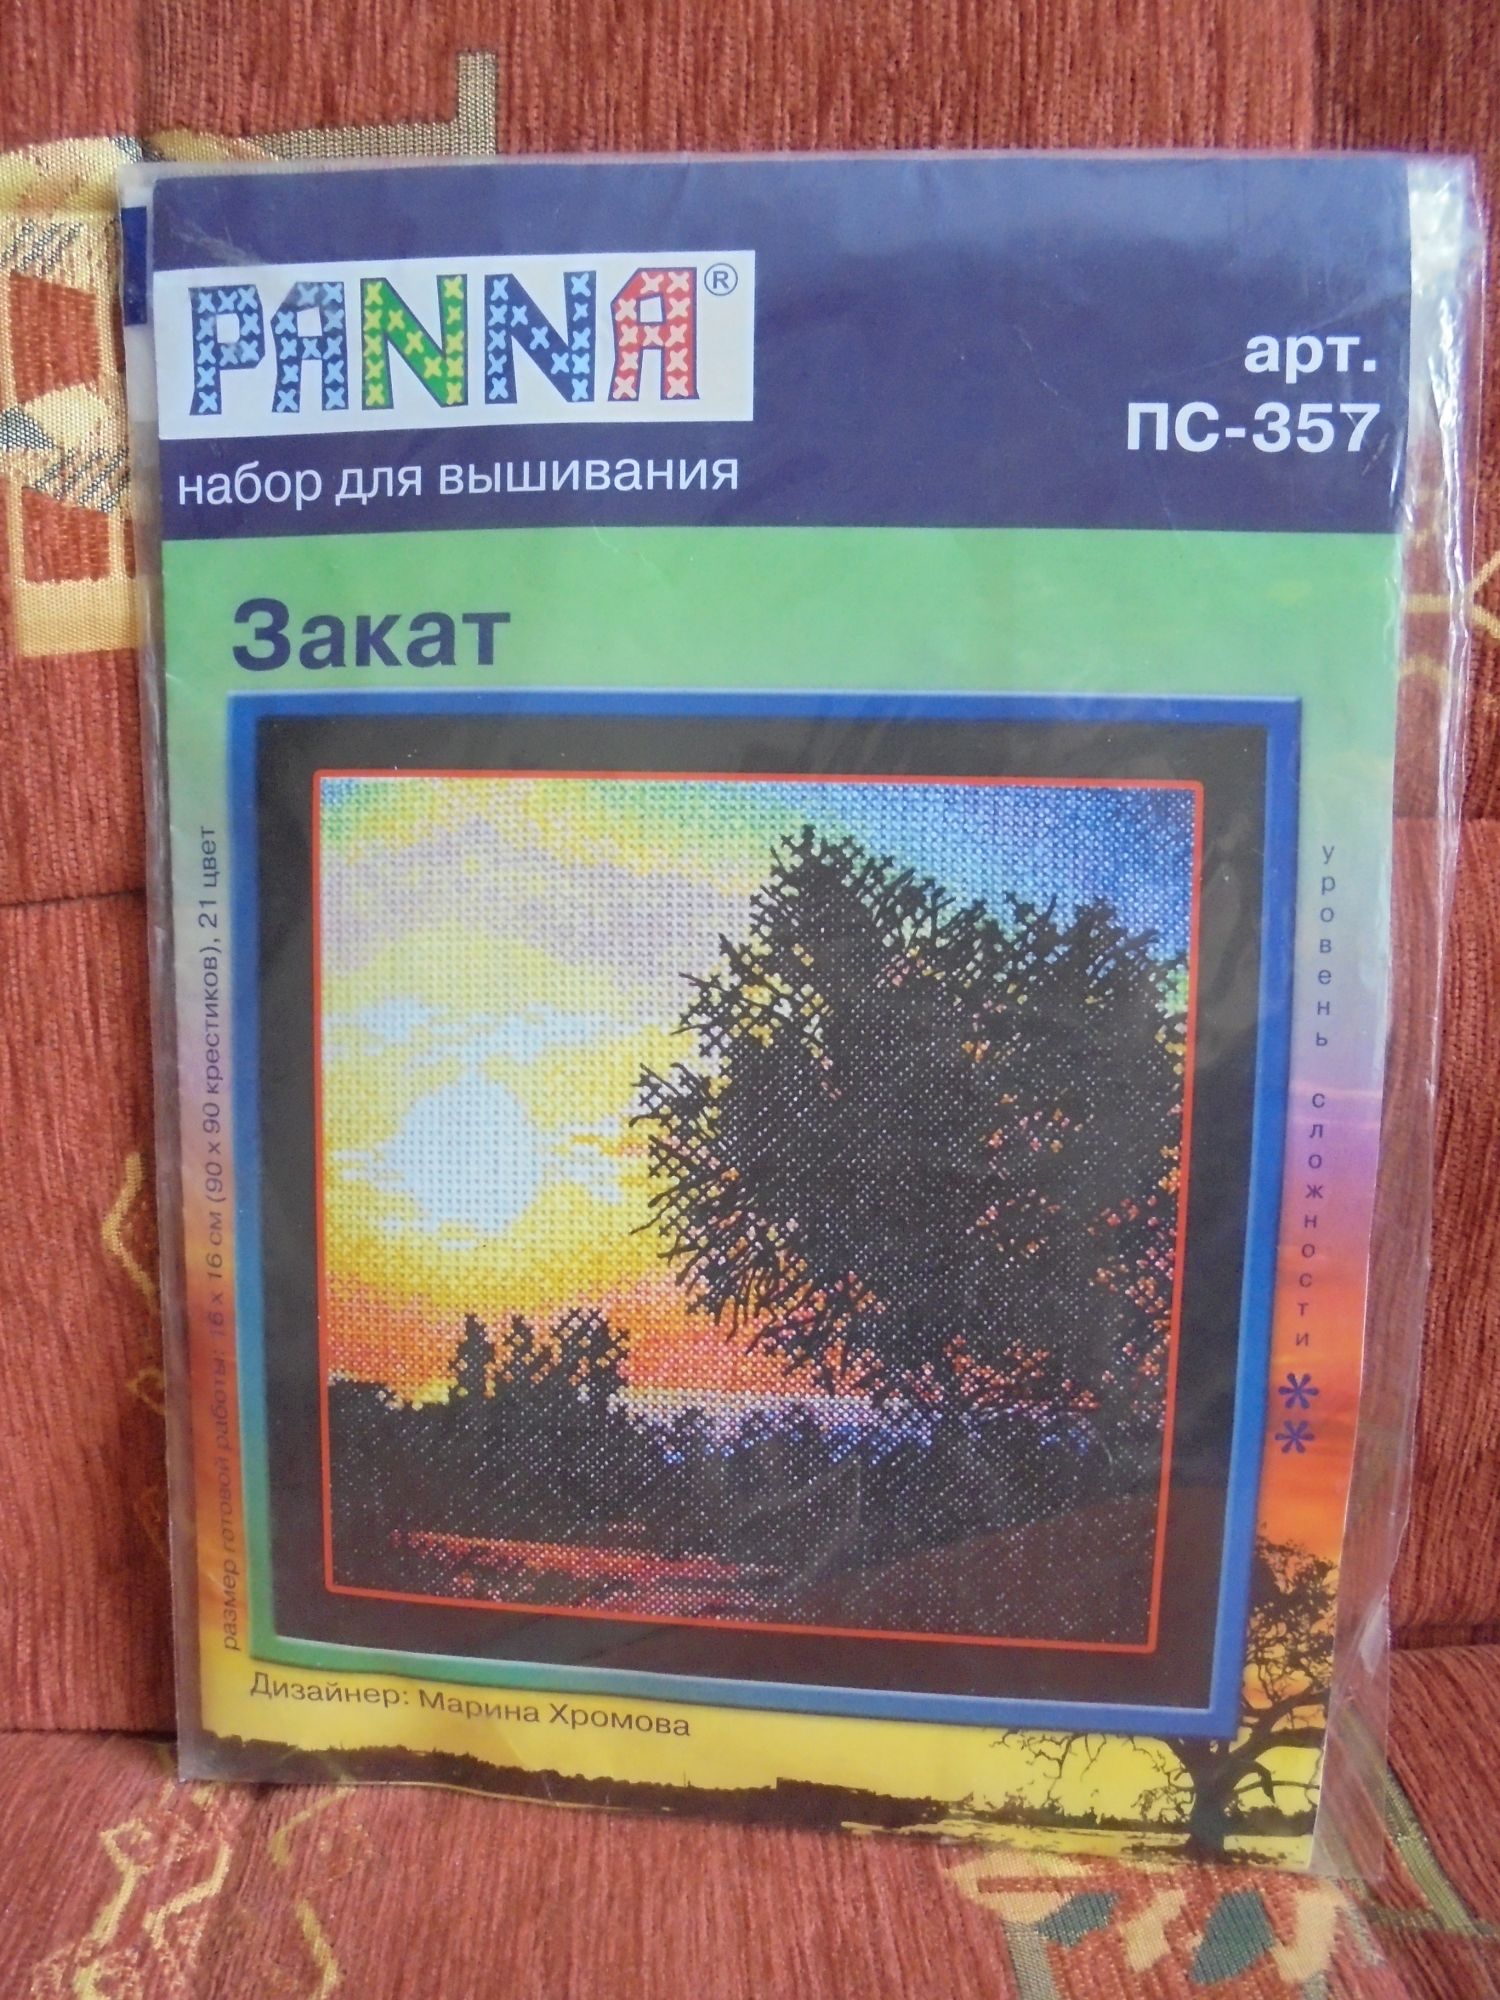 PANNA®
набор для вышивания
арт.
ПС-357
Закат
размер готовой работы: 16 х 16 см (90 х 90 крестиков), 21 цвет
уровень сложности **
Дизайнер: Марина Хромова